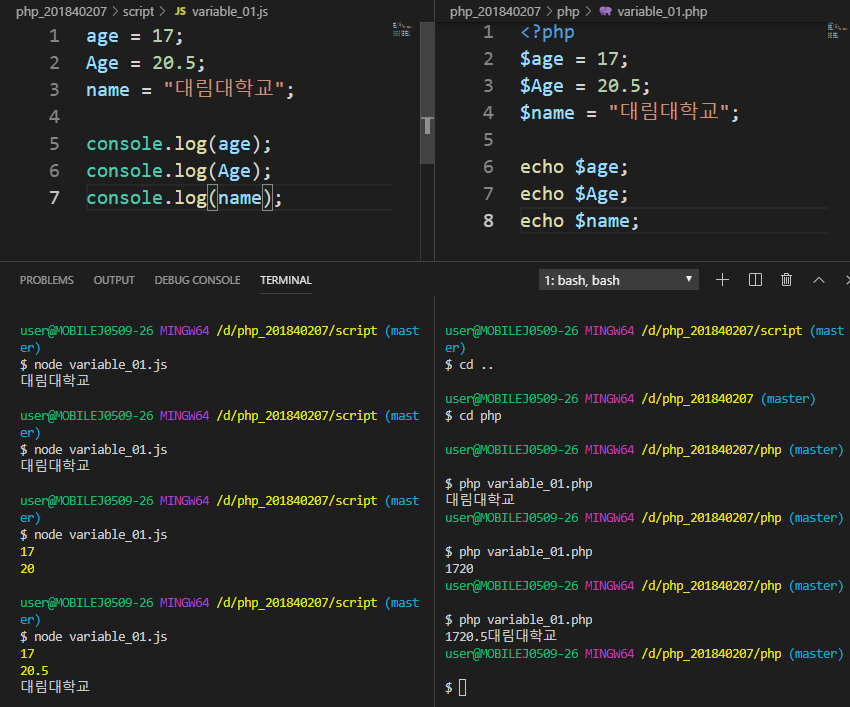 php_201840207 > script > JS variable_01.js
1 age = 17;
2 Age = 20.5;
3 name = "대림대학교";
4
5 console.log(age);
6 console.log(Age);
7 console.log(name);
php_201840207 > php > variable_01.php
1 <?php
2 $age = 17;
3 $Age = 20.5;
4 $name = "대림대학교";
5
6 echo $age;
7 echo $Age;
8 echo $name;
PROBLEMS OUTPUT DEBUG CONSOLE TERMINAL 1: bash, bash
user@MOBILEJ0509-26 MINGW64 /d/php_201840207/script (mast
er)
$ node variable_01.js
대림대학교
user@MOBILEJ0509-26 MINGW64 /d/php_201840207/script (mast
er)
$ node variable_01.js
대림대학교
user@MOBILEJ0509-26 MINGW64 /d/php_201840207/script (mast
er)
$ node variable_01.js
17
20
user@MOBILEJ0509-26 MINGW64 /d/php_201840207/script (mast
er)
$ node variable_01.js
17
20.5
대림대학교
user@MOBILEJ0509-26 MINGW64 /d/php_201840207/script (mast
er)
$ cd ..
user@MOBILEJ0509-26 MINGW64 /d/php_201840207 (master)
$ cd php
user@MOBILEJ0509-26 MINGW64 /d/php_201840207/php (master)
$ php variable_01.php
대림대학교
user@MOBILEJ0509-26 MINGW64 /d/php_201840207/php (master)
$ php variable_01.php
1720
user@MOBILEJ0509-26 MINGW64 /d/php_201840207/php (master)
$ php variable_01.php
1720.5대림대학교
user@MOBILEJ0509-26 MINGW64 /d/php_201840207/php (master)
$